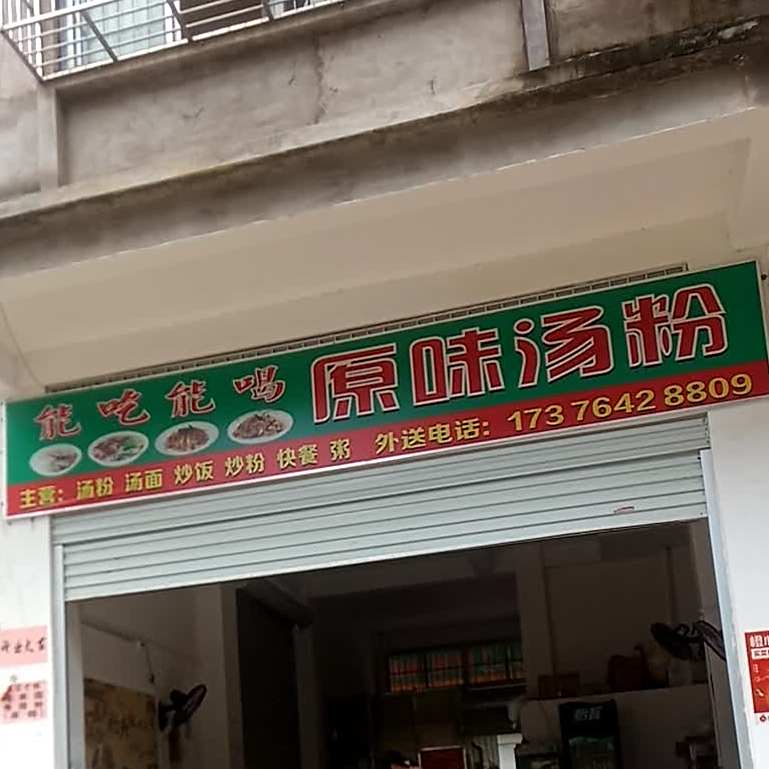 能吃能喝 原味汤粉
主营：汤粉 汤面 炒饭 炒粉 快餐 粥 外送电话：173 7642 8809